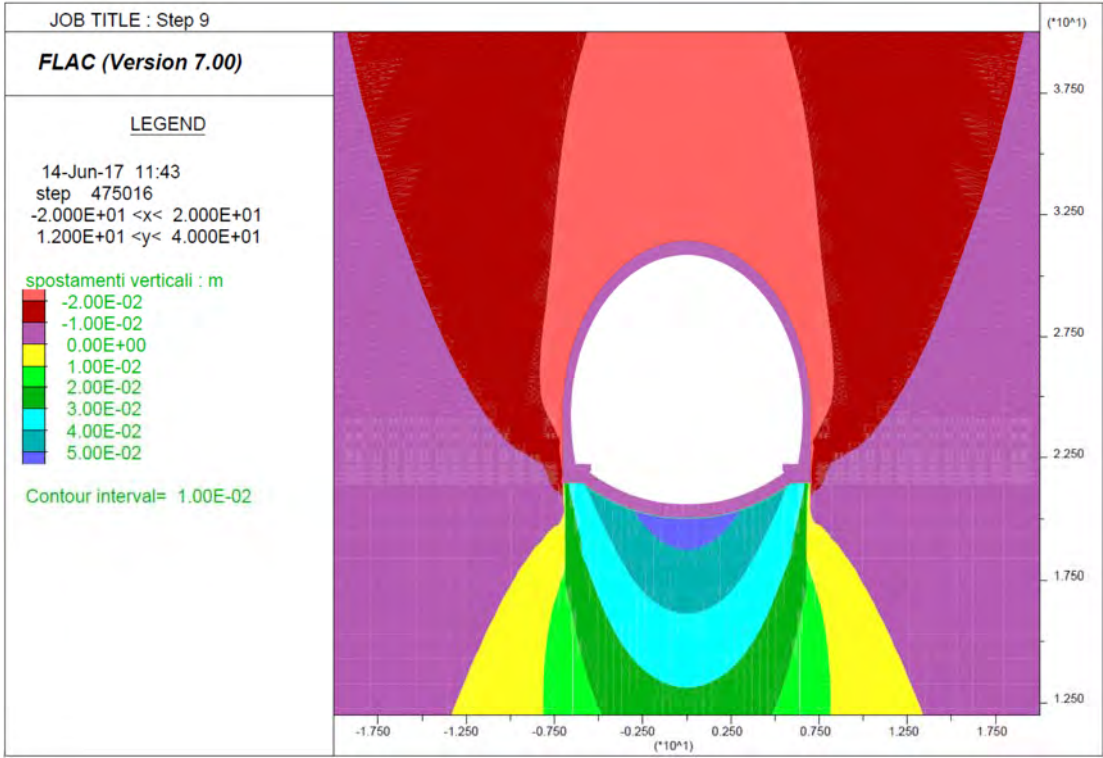 JOB TITLE : Step 9
(*10^1)
FLAC (Version 7.00)
LEGEND
14-Jun-17 11:43
step 475016
-2.000E+01 <x< 2.000E+01
1.200E+01 <y< 4.000E+01
spostamenti verticali : m
-2.00E-02
-1.00E-02
0.00E+00
1.00E-02
2.00E-02
3.00E-02
4.00E-02
5.00E-02
Contour interval= 1.00E-02
3.750
3.250
2.750
2.250
1.750
1.250
-1.750 -1.250 -0.750 -0.250 0.250 0.750 1.250 1.750
(*10^1)